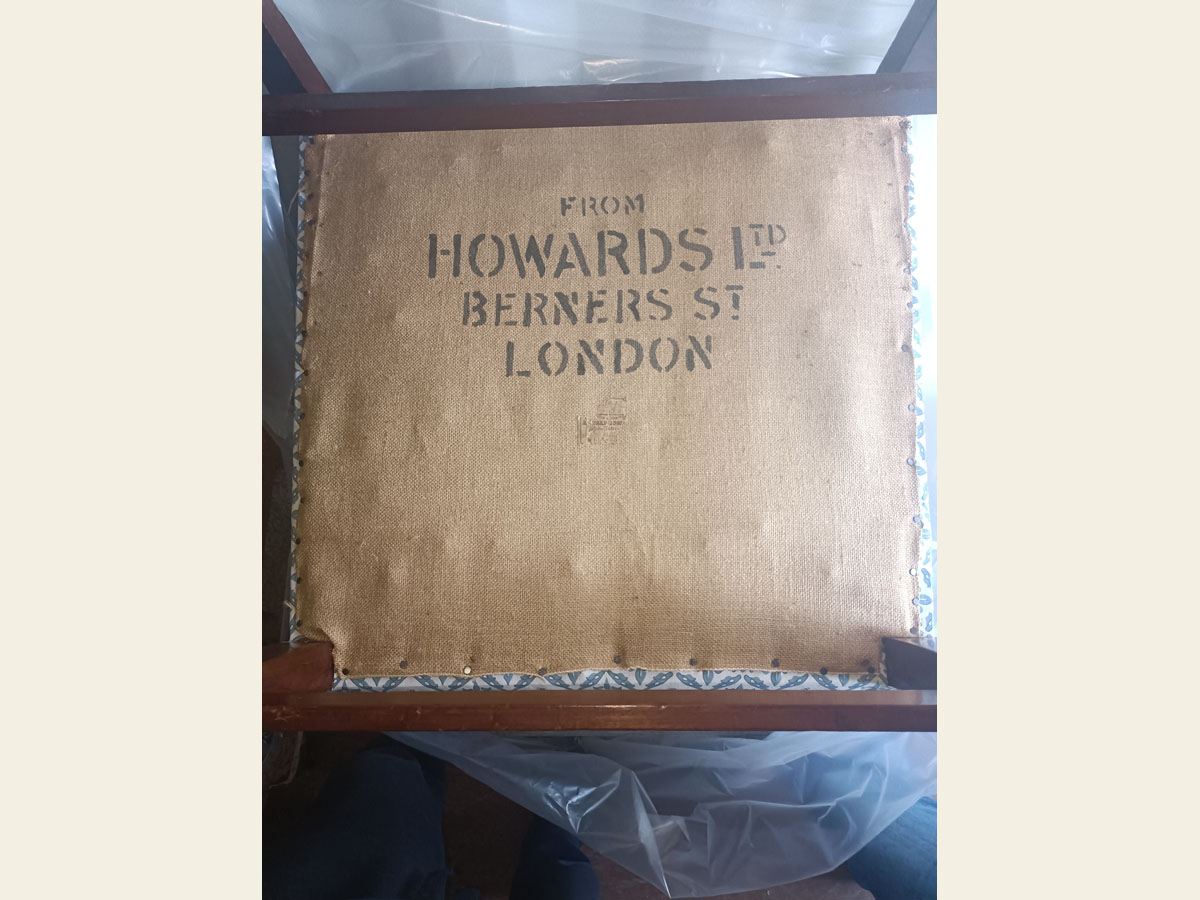 FROM
HOWARDS LTD
BERNERS ST
LONDON